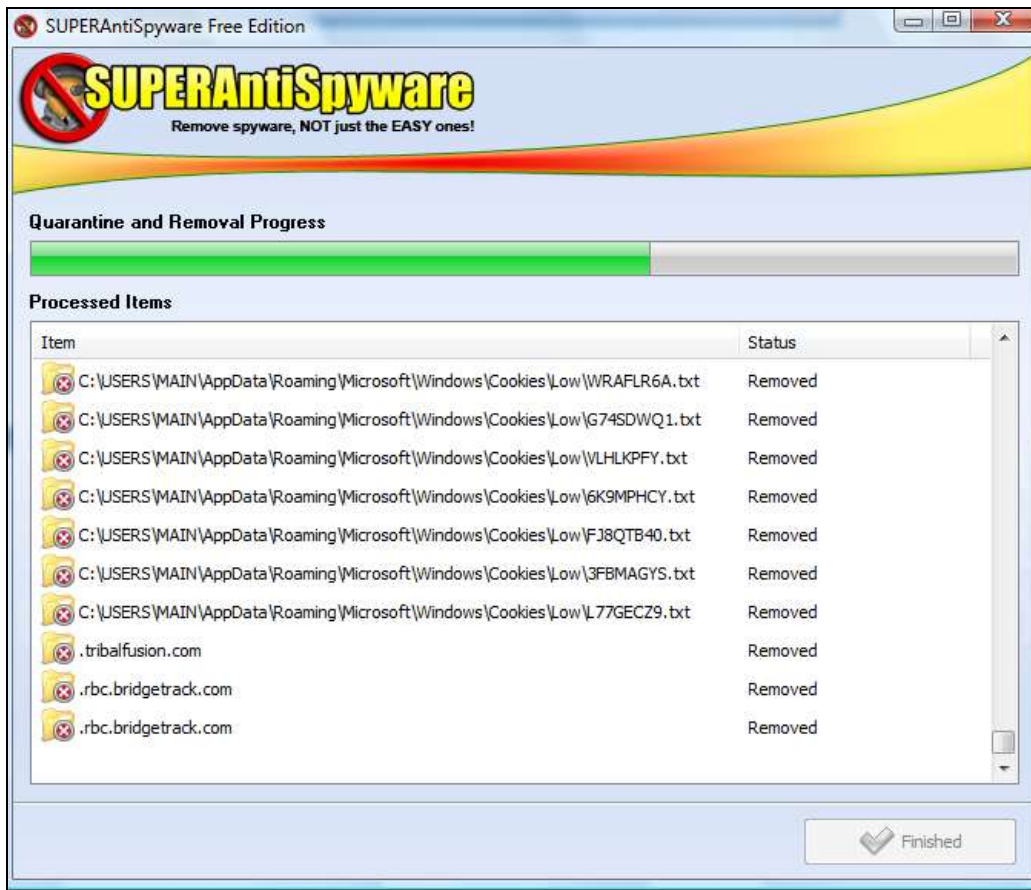 SUPERAntiSpyware Free Edition
SUPERAntiSpyware
Remove spyware, NOT just the EASY ones!
Quarantine and Removal Progress
Processed Items
Item Status
C:\USERS\MAIN\AppData\Roaming\Microsoft\Windows\Cookies\Low\WRAFLR6A.txt Removed
C:\USERS\MAIN\AppData\Roaming\Microsoft\Windows\Cookies\Low\G74SDWQ1.txt Removed
C:\USERS\MAIN\AppData\Roaming\Microsoft\Windows\Cookies\Low\VLHLKPFY.txt Removed
C:\USERS\MAIN\AppData\Roaming\Microsoft\Windows\Cookies\Low\6K9MPHCY.txt Removed
C:\USERS\MAIN\AppData\Roaming\Microsoft\Windows\Cookies\Low\FJ8QTB40.txt Removed
C:\USERS\MAIN\AppData\Roaming\Microsoft\Windows\Cookies\Low\3FBMAGYS.txt Removed
C:\USERS\MAIN\AppData\Roaming\Microsoft\Windows\Cookies\Low\L77GECZ9.txt Removed
.tribalfusion.com Removed
.rbc.bridgetrack.com Removed
.rbc.bridgetrack.com Removed
Finished